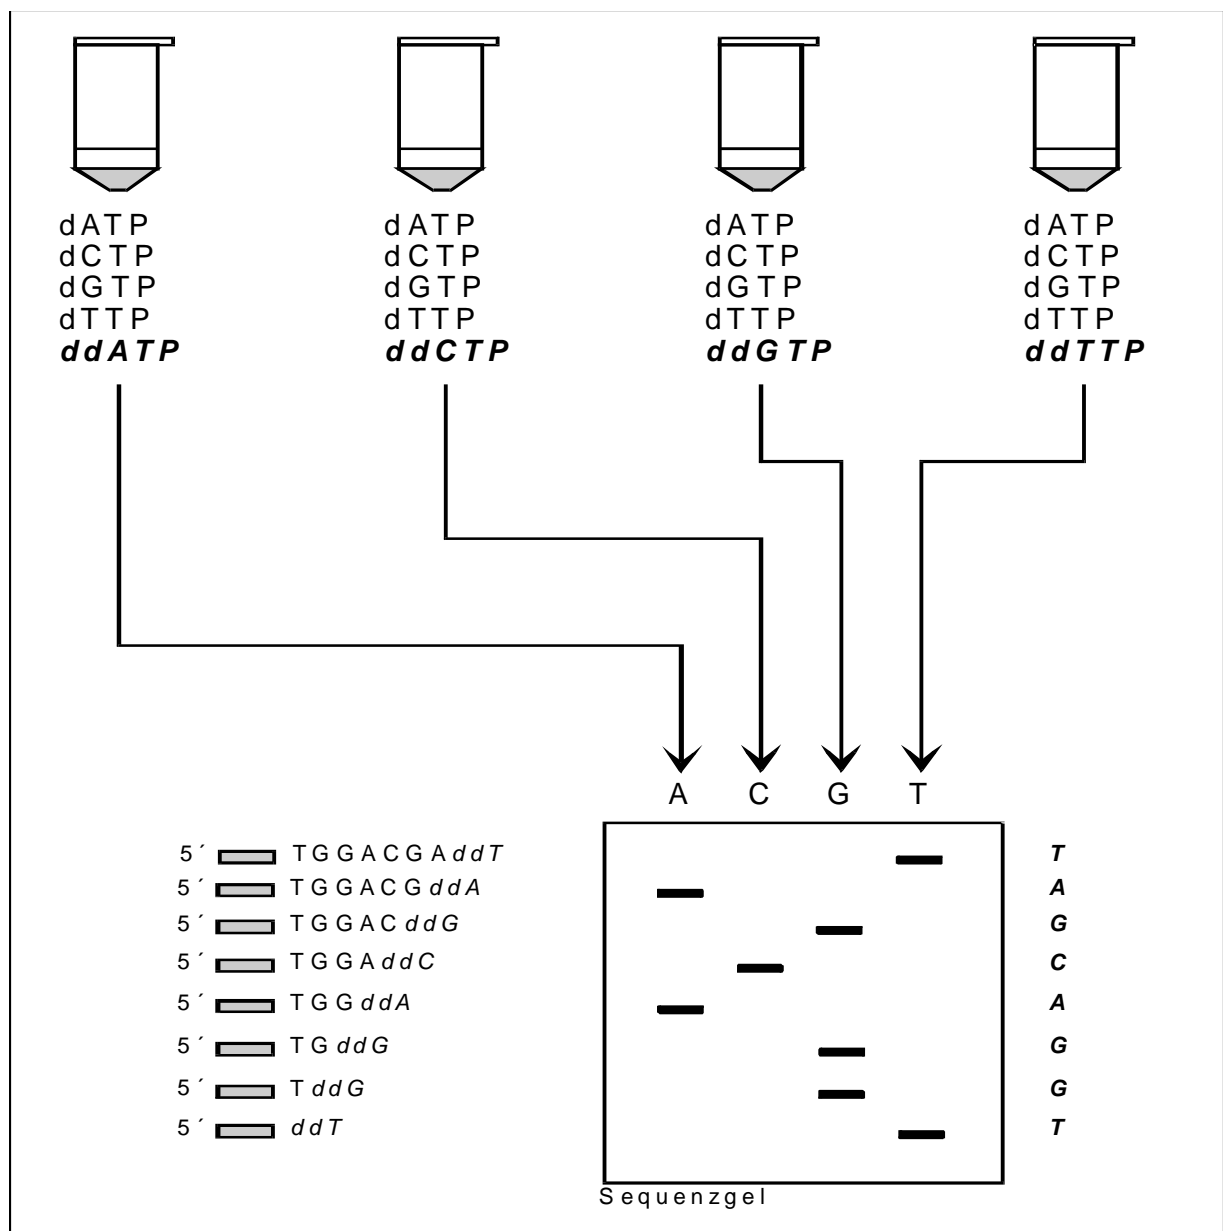 dATP dATP dATP dATP
dCTP dCTP dCTP dCTP
dGTP dGTP dGTP dGTP
dTTP dTTP dTTP dTTP
ddATP ddCTP ddGTP ddTTP
A C G T
5´ TGGACGAddT T
5´ TGGACGddA A
5´ TGGACddG G
5´ TGGAddC C
5´ TGGddA A
5´ TGddG G
5´ TddG G
5´ ddT T
Sequenzgel